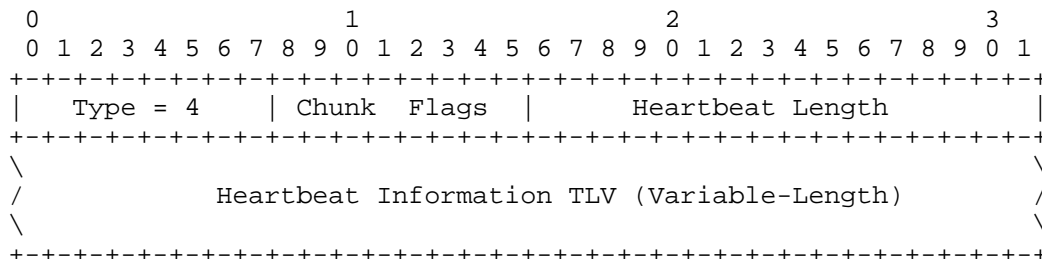 0                   1                   2                   3
 0 1 2 3 4 5 6 7 8 9 0 1 2 3 4 5 6 7 8 9 0 1 2 3 4 5 6 7 8 9 0 1
+-+-+-+-+-+-+-+-+-+-+-+-+-+-+-+-+-+-+-+-+-+-+-+-+-+-+-+-+-+-+-+-+
|   Type = 4    | Chunk  Flags  |      Heartbeat Length         |
+-+-+-+-+-+-+-+-+-+-+-+-+-+-+-+-+-+-+-+-+-+-+-+-+-+-+-+-+-+-+-+-+
\                                                               \
/            Heartbeat Information TLV (Variable-Length)        /
\                                                               \
+-+-+-+-+-+-+-+-+-+-+-+-+-+-+-+-+-+-+-+-+-+-+-+-+-+-+-+-+-+-+-+-+